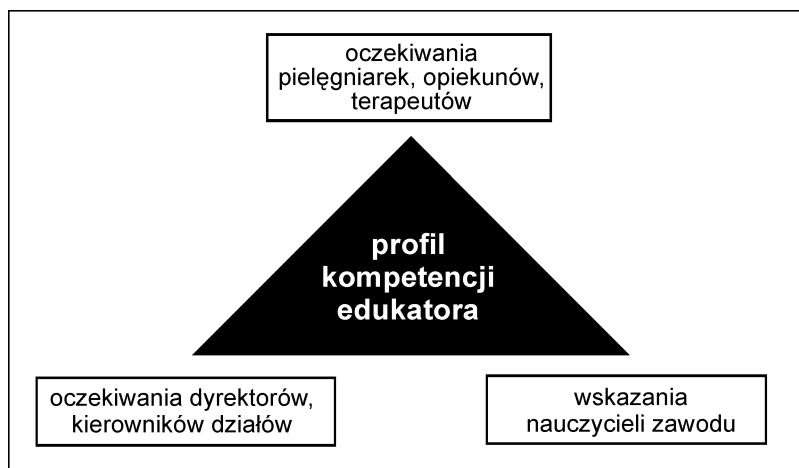 oczekiwania
pielęgniarek, opiekunów,
terapeutów
profil
kompetencji
edukatora
oczekiwania dyrektorów,
kierowników działów
wskazania
nauczycieli zawodu